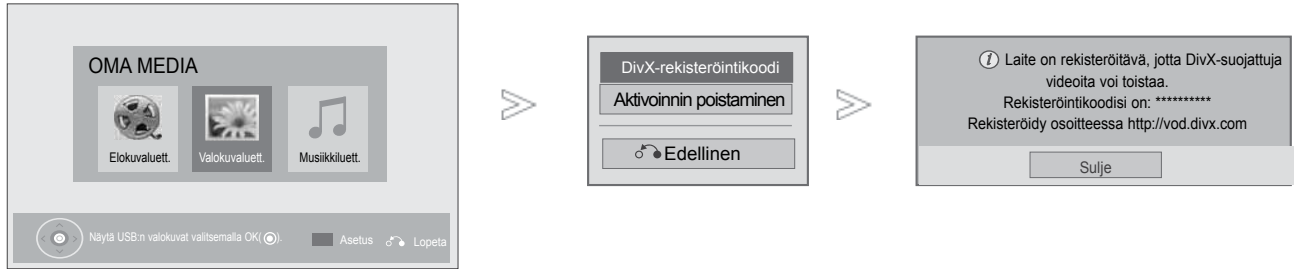 OMA MEDIA
Elokuvaluett.
Valokuvaluett.
Musiikkiluett.
Näytä USB:n valokuvat valitsemalla OK(◉).
Asetus
Lopeta
DivX-rekisteröintikoodi
Aktivoinnin poistaminen
Edellinen
Laite on rekisteröitävä, jotta DivX-suojattuja
videoita voi toistaa.
Rekisteröintikoodisi on: **********
Rekisteröidy osoitteessa http://vod.divx.com
Sulje